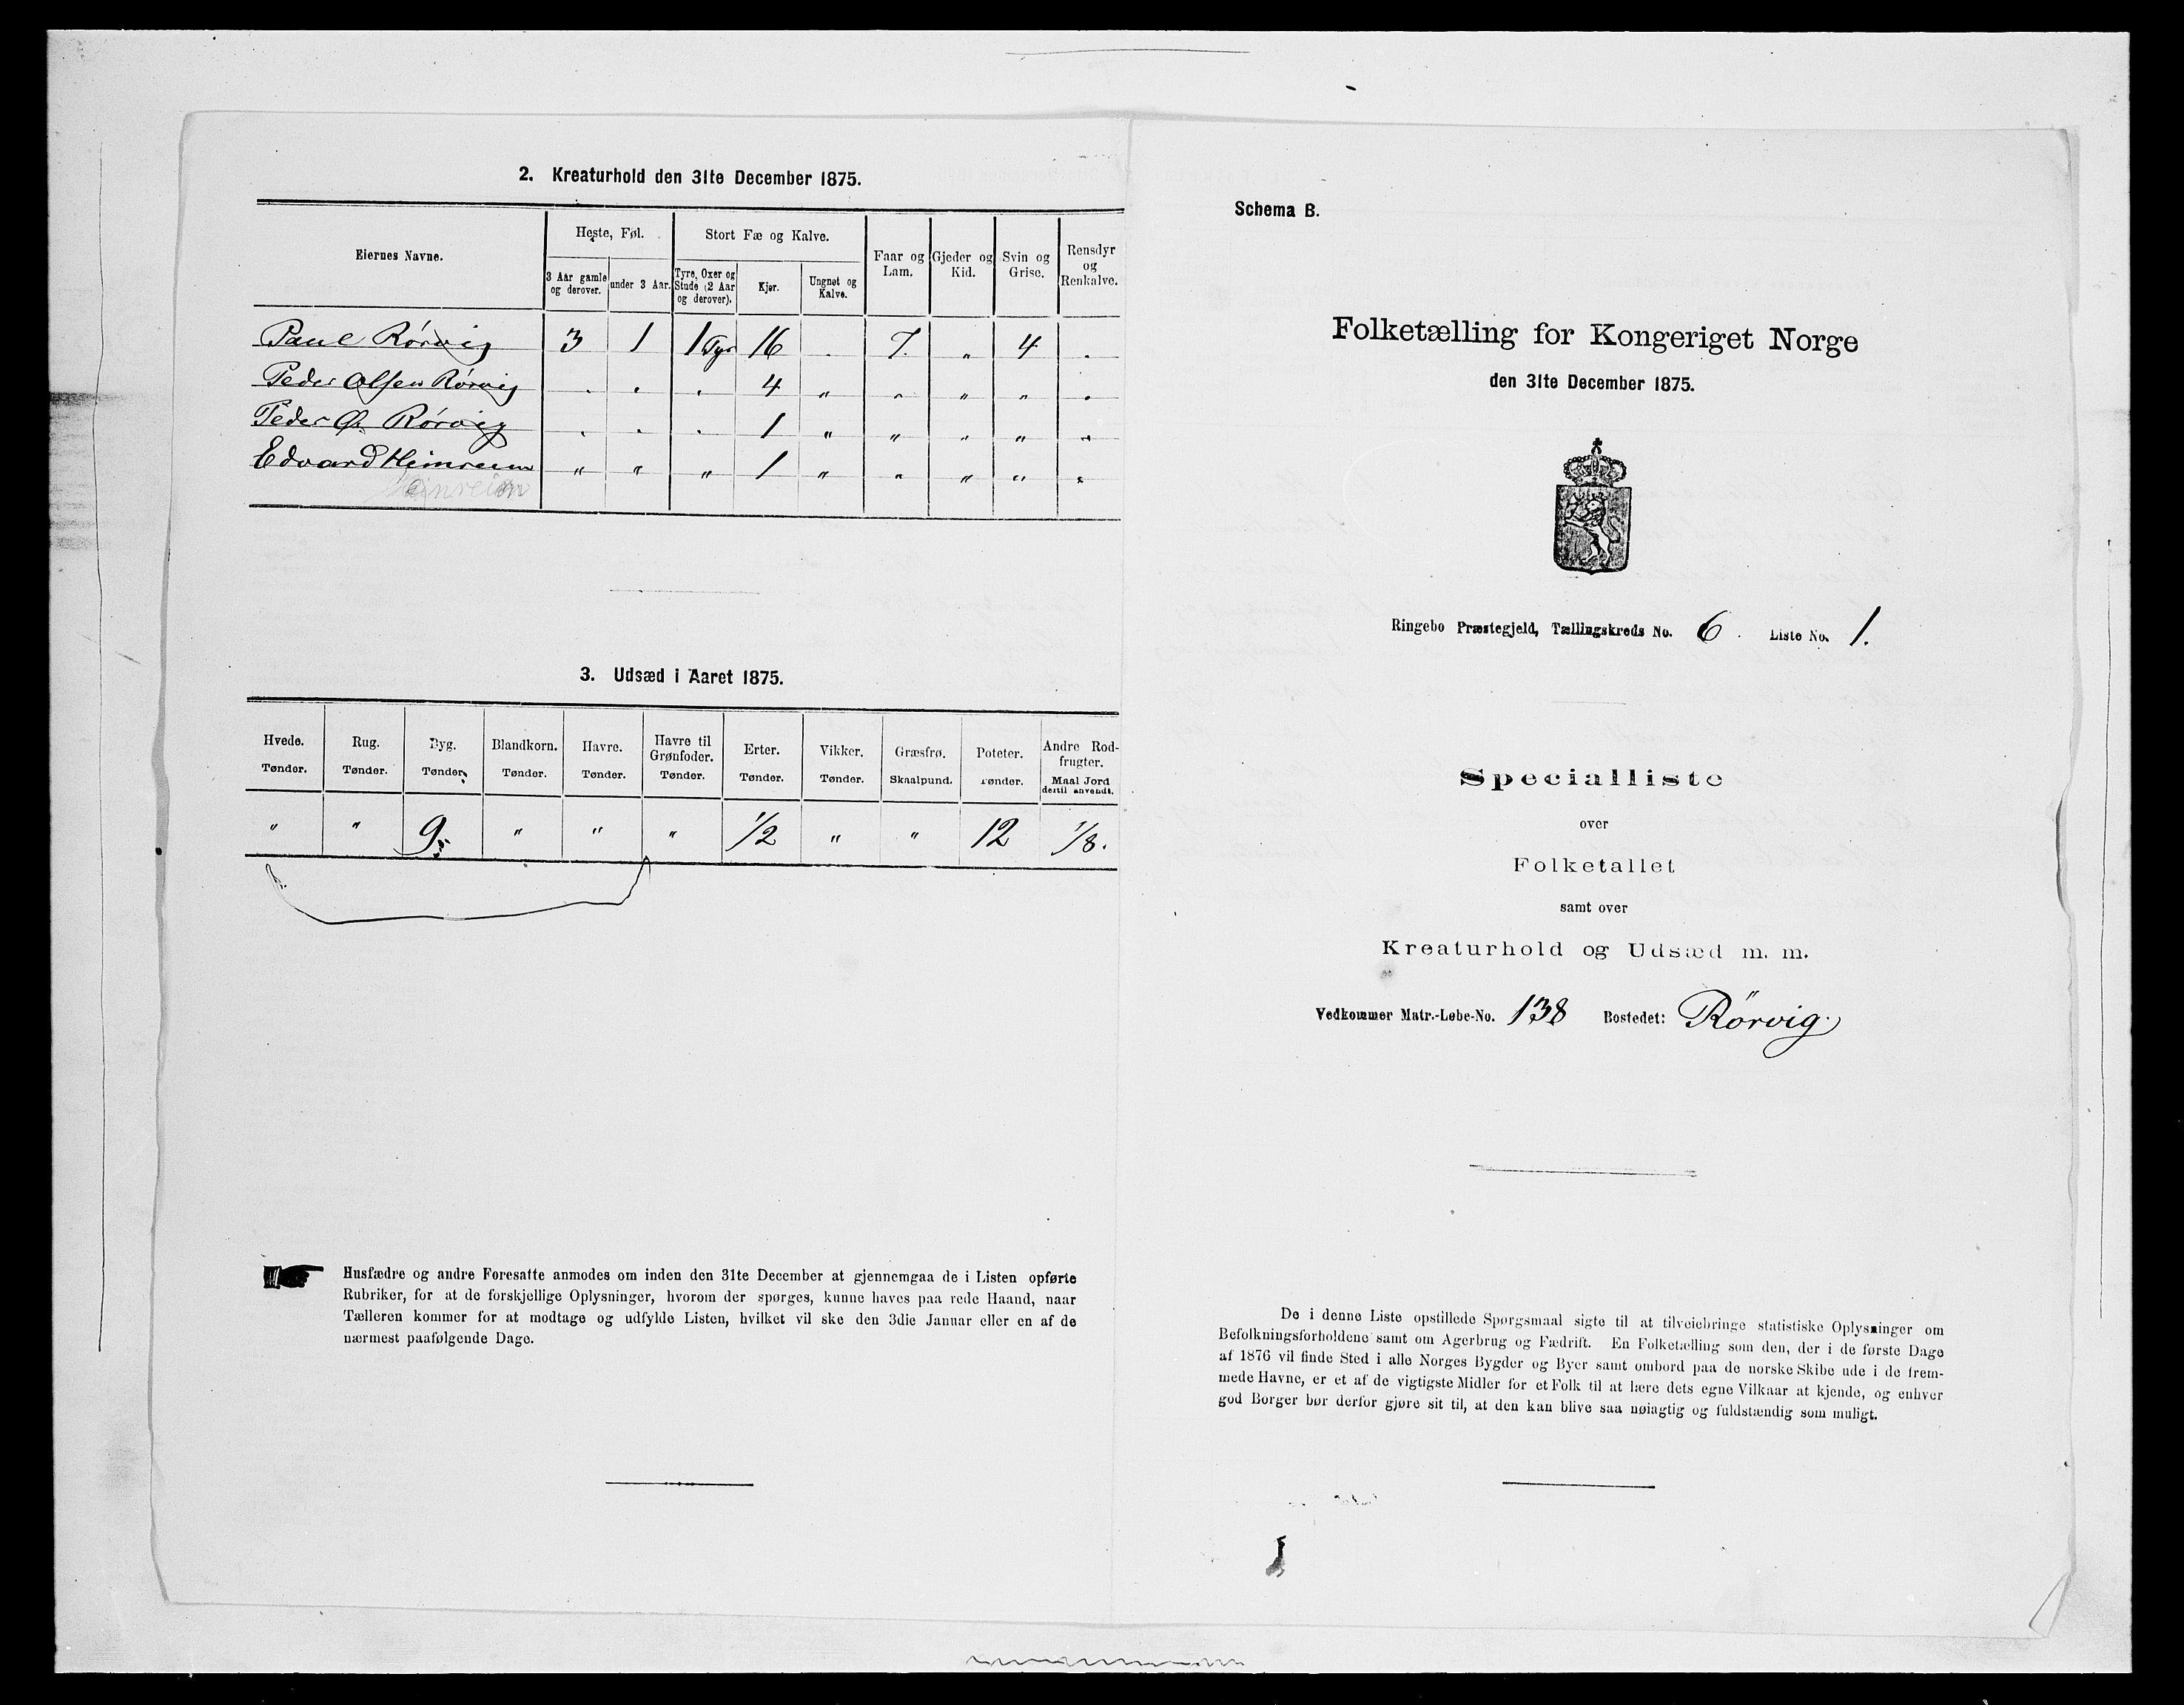 2. Kreaturhold den 31te December 1875.
Eiernes Navne.
Heste, Føl.
Stort Fæ og Kalve.
Faar og Lam.
Gjeder og Kid.
Svin og Grise.
Rensdyr og Renkalve.
3 Aar gamle og derover.
under 3 Aar.
Tyre, Oxer og Stude (2 Aar og derover).
Kjør.
Ungnøt og Kalve.
Paul Rörvig 3 1 1 Tyr 16 . 7. „ 4 .
Peder Olsen Rörvig . . . 4 „ „ „ „ .
Peder Ø. Rörvig . . . 1 „ „ „ „ „
Edvard Heimreim „ „ „ 1 „ „ „ „ „
3. Udsæd i Aaret 1875.
Hvede. Rug. Byg. Blandkorn. Havre. Havre til Grønfoder. Erter. Vikker. Græsfrø. Poteter. Andre Rodfrugter.
Tønder. Tønder. Tønder. Tønder. Tønder. Tønder. Tønder. Tønder. Skaalpund. Tønder. Maal Jord dertil anvendt.
„ „ 9. „ „ „ 1/2 „ „ 12 1/8.
Husfædre og andre Foresatte anmodes om inden den 31te December at gjennemgaa de i Listen opførte
Rubriker, for at de forskjellige Oplysninger, hvorom der spørges, kunne haves paa rede Haand, naar
Tælleren kommer for at modtage og udfylde Listen, hvilket vil ske den 3die Januar eller en af de
nærmest paafølgende Dage.
Schema B.
Folketælling for Kongeriget Norge
den 31te December 1875.
Ringebo Præstegjeld, Tællingskreds No. 6. Liste No. 1.
Specialliste
over
Folketallet
samt over
Kreaturhold og Udsæd m. m.
Vedkommer Matr.-Løbe-No. 138 Bostedet: Rörvig.
De i denne Liste opstillede Spørgsmaal sigte til at tilveiebringe statistiske Oplysninger om
Befolkningsforholdene samt om Agerbrug og Fædrift. En Folketælling som den, der i de første Dage
af 1876 vil finde Sted i alle Norges Bygder og Byer samt ombord paa de norske Skibe ude i de frem-
mede Havne, er et af de vigtigste Midler for et Folk til at lære dets egne Vilkaar at kjende, og enhver
god Borger bør derfor gjøre sit til, at den kan blive saa nøiagtig og fuldstændig som muligt.